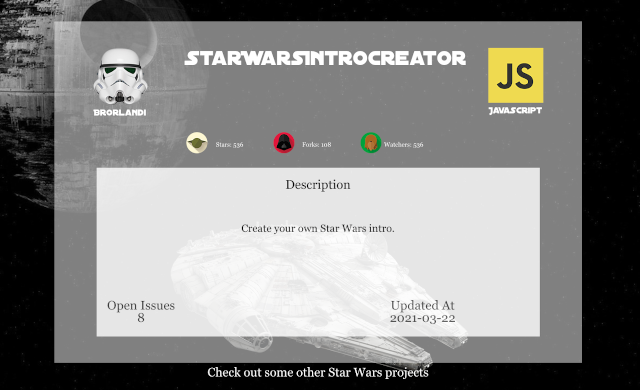 STARWARSINTROCREATOR
JS
BRORLANDI
JAVASCRIPT
Stars: 536
Forks: 108
Watchers: 536
Description
Create your own Star Wars intro.
Open Issues
8
Updated At
2021-03-22
Check out some other Star Wars projects